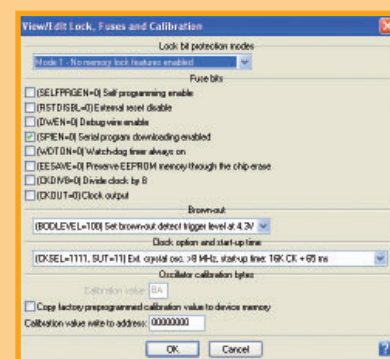 View/Edit Lock, Fuses and Calibration
Lock bit protection modes
Mode 1 - No memory lock features enabled
Fuse bits
(SELFPRGEN=0) Self programming enable
(RSTDISBL=0) External reset disable
(DWEN=0) Debug wire enable
(SPIEN=0) Serial program downloading enabled
(WDTON=0) Watch-dog timer always on
(EESAVE=0) Preserve EEPROM memory through the chip erase
(CKDIV8=0) Divide clock by 8
(CKOUT=0) Clock output
Brown-out
(BODLEVEL=100) Set brown-out detect trigger level at 4.3V
Clock option and start-up time
(CKSEL=1111, SUT=11) Ext. crystal osc. >8 MHz, start-up time: 16K CK + 65 ms
Oscillator calibration bytes
Calibration value: BA
Copy factory preprogrammed calibration value to device memory
Calibration value write to address: 00000000
OK Cancel ?